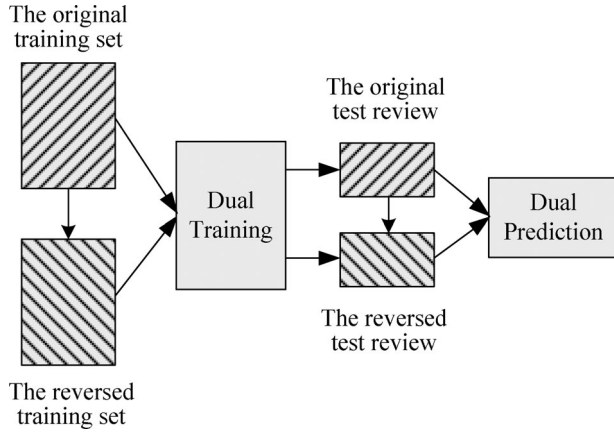 The original
training set
The original
test review
Dual
Training
Dual
Prediction
The reversed
test review
The reversed
training set